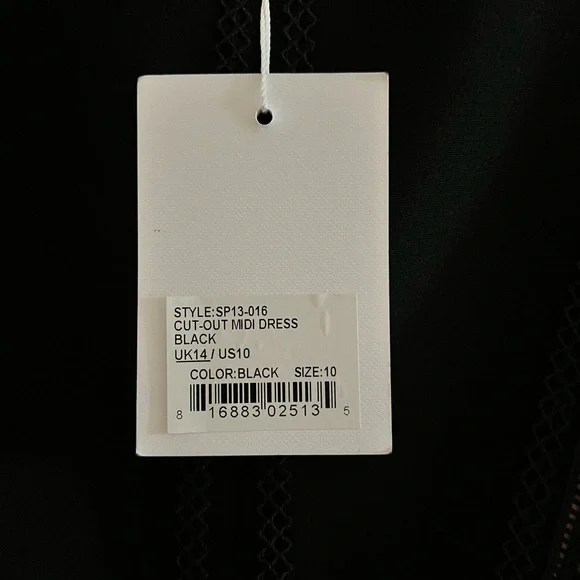 STYLE:SP13-016
CUT-OUT MIDI DRESS
BLACK
UK14 / US10
COLOR:BLACK SIZE:10
8 16883 02513 5